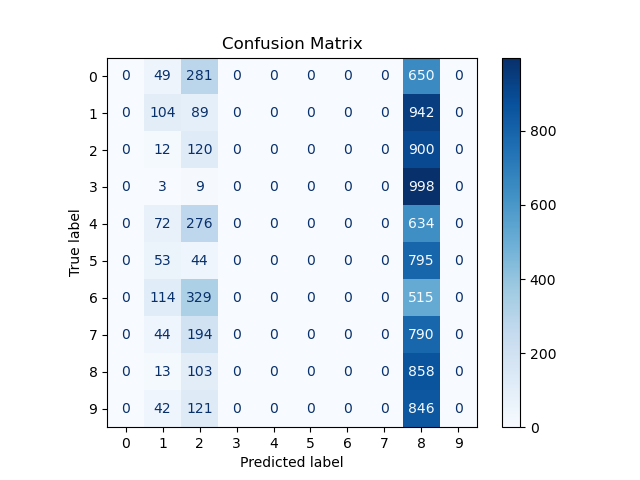 Confusion Matrix
0 0 49 281 0 0 0 0 0 650 0
1 0 104 89 0 0 0 0 0 942 0
2 0 12 120 0 0 0 0 0 900 0
3 0 3 9 0 0 0 0 0 998 0
4 0 72 276 0 0 0 0 0 634 0
5 0 53 44 0 0 0 0 0 795 0
6 0 114 329 0 0 0 0 0 515 0
7 0 44 194 0 0 0 0 0 790 0
8 0 13 103 0 0 0 0 0 858 0
9 0 42 121 0 0 0 0 0 846 0
0 1 2 3 4 5 6 7 8 9
Predicted label
True label
800
600
400
200
0